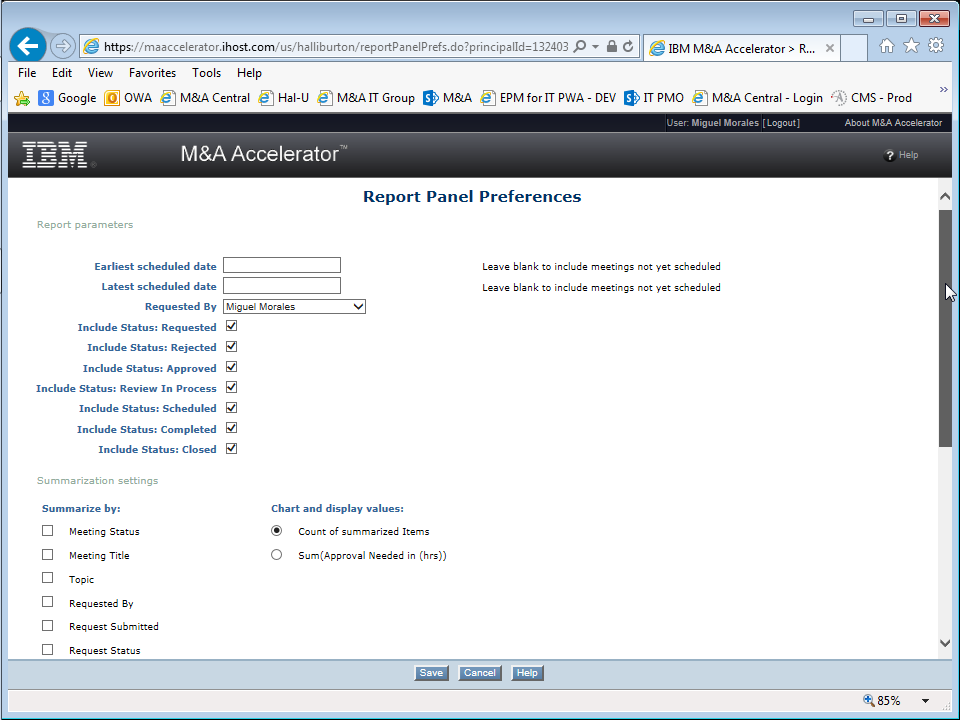 https://maaccelerator.ihost.com/us/halliburton/reportPanelPrefs.do?principalId=132403
IBM M&A Accelerator > R...
File Edit View Favorites Tools Help
Google OWA M&A Central Hal-U M&A IT Group M&A EPM for IT PWA - DEV IT PMO M&A Central - Login CMS - Prod
User: Miguel Morales [Logout] About M&A Accelerator
IBM M&A Accelerator™ Help
Report Panel Preferences
Report parameters
Earliest scheduled date Leave blank to include meetings not yet scheduled
Latest scheduled date Leave blank to include meetings not yet scheduled
Requested By Miguel Morales
Include Status: Requested
Include Status: Rejected
Include Status: Approved
Include Status: Review In Process
Include Status: Scheduled
Include Status: Completed
Include Status: Closed
Summarization settings
Summarize by: Chart and display values:
Meeting Status Count of summarized Items
Meeting Title Sum(Approval Needed in (hrs))
Topic
Requested By
Request Submitted
Request Status
Save Cancel Help
85%